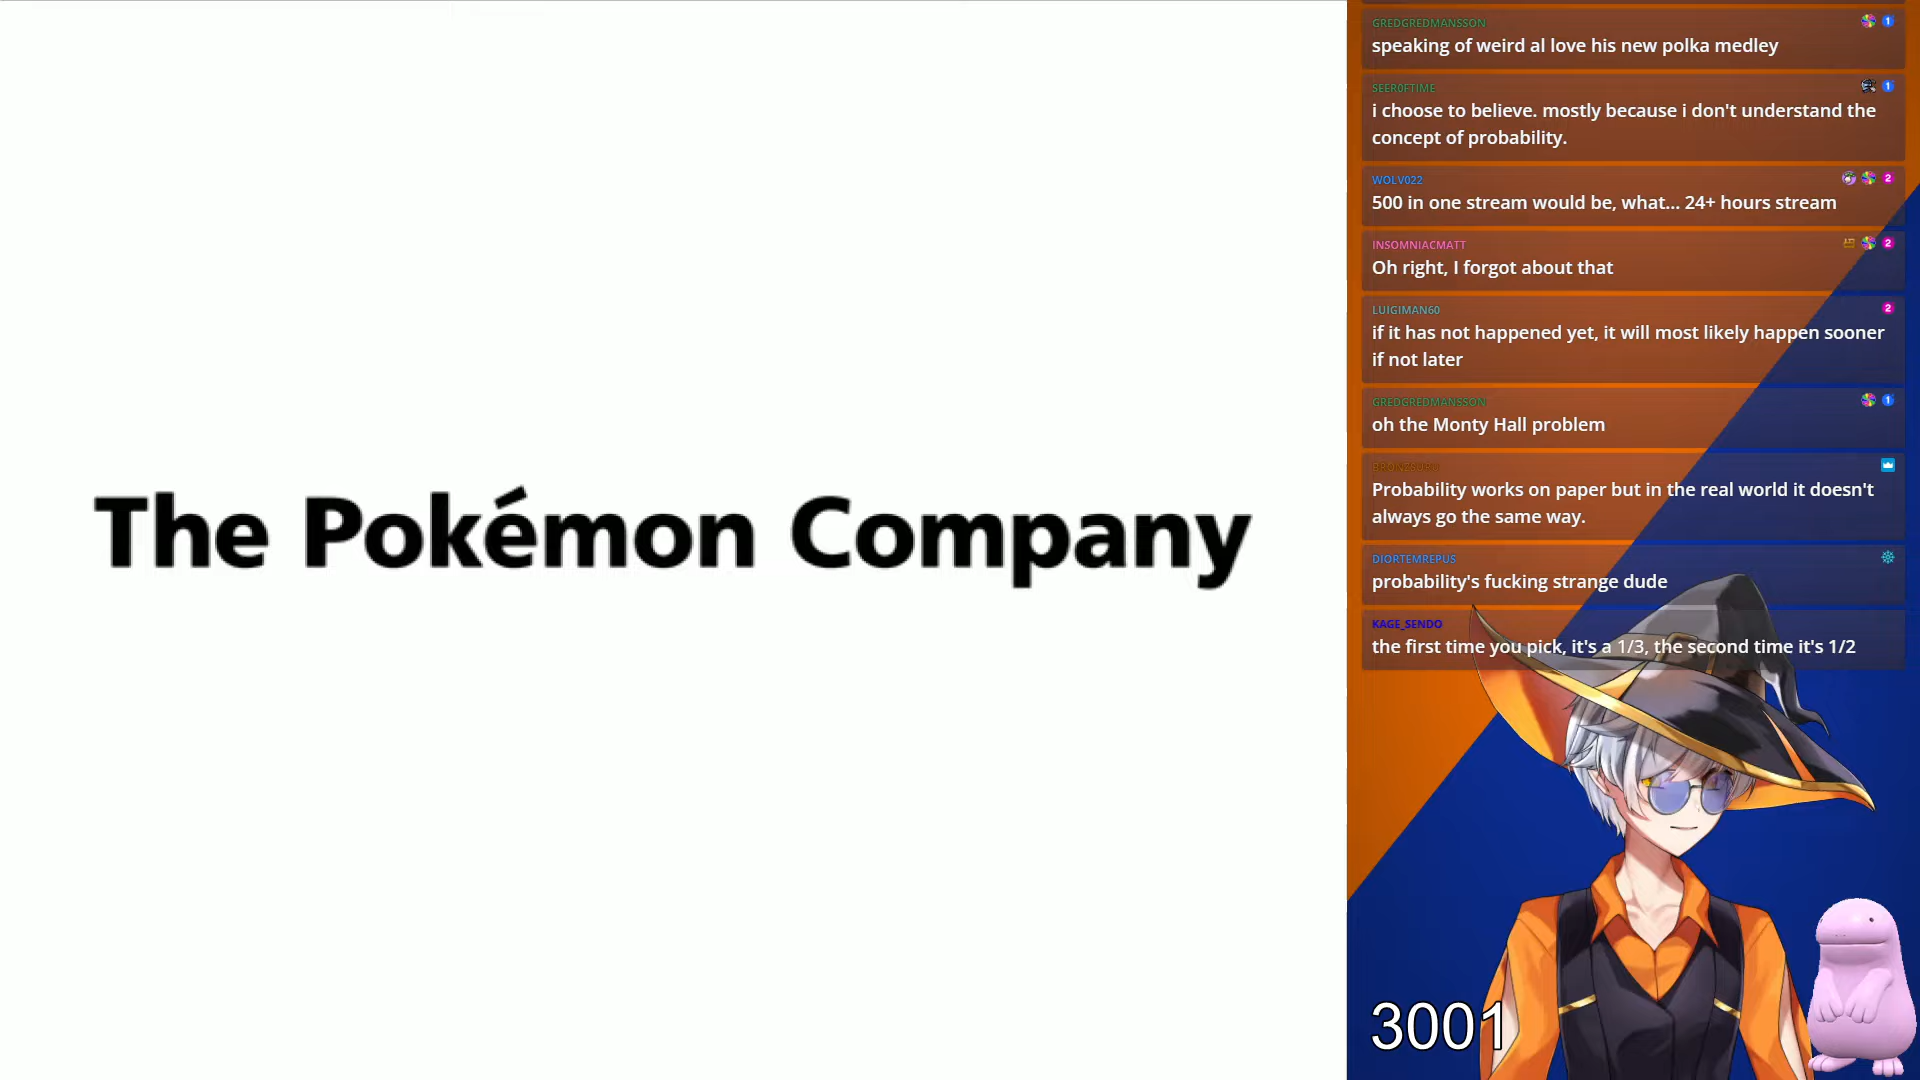 The Pokémon Company
GREDGREDMANSSON
speaking of weird al love his new polka medley
SEER0FTIME
i choose to believe. mostly because i don't understand the
concept of probability.
WOLV022
500 in one stream would be, what... 24+ hours stream
INSOMNIACMATT
Oh right, I forgot about that
LUIGIMAN60
if it has not happened yet, it will most likely happen sooner
if not later
GREDGREDMANSSON
oh the Monty Hall problem
Probability works on paper but in the real world it doesn't
always go the same way.
DIORTEMREPUS
probability's fucking strange dude
KAGE_SENDO
the first time you pick, it's a 1/3, the second time it's 1/2
3001